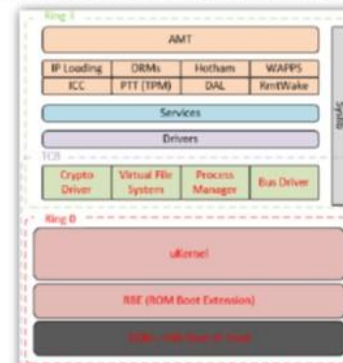 Ring 3
AMT
IP Loading DRMs Hotham WAPPS
ICC PTT (TPM) DAL KmtWake
Services
Drivers
TCB
Crypto Driver
Virtual File System
Process Manager
Bus Driver
Ring 0
uKernel
RBE (ROM Boot Extension)